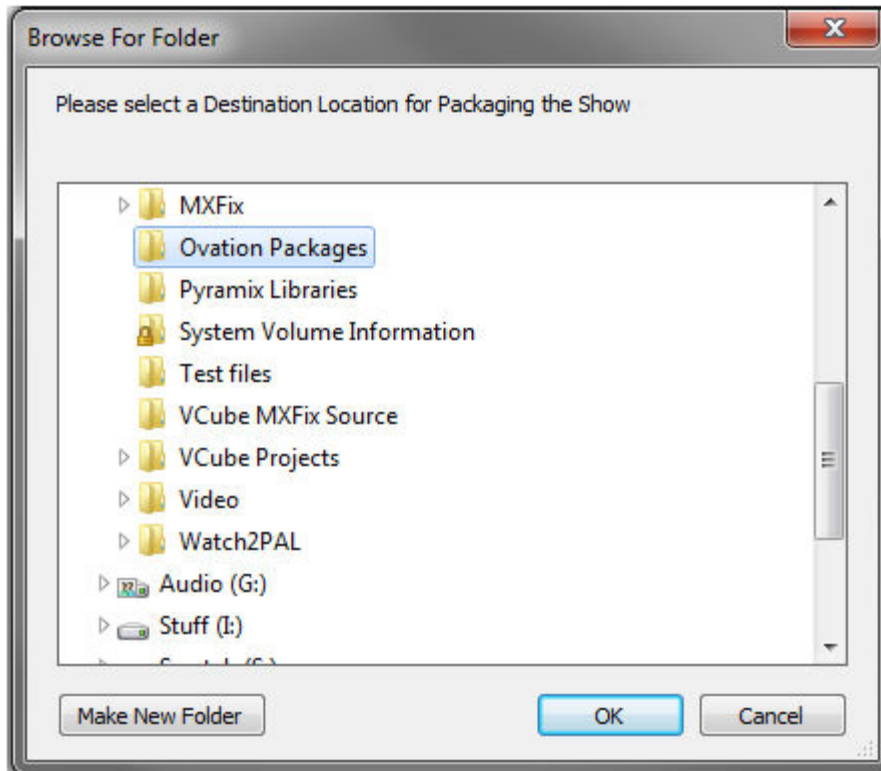 Browse For Folder
Please select a Destination Location for Packaging the Show
MXFix
Ovation Packages
Pyramix Libraries
System Volume Information
Test files
VCube MXFix Source
VCube Projects
Video
Watch2PAL
Audio (G:)
Stuff (I:)
Make New Folder
OK
Cancel